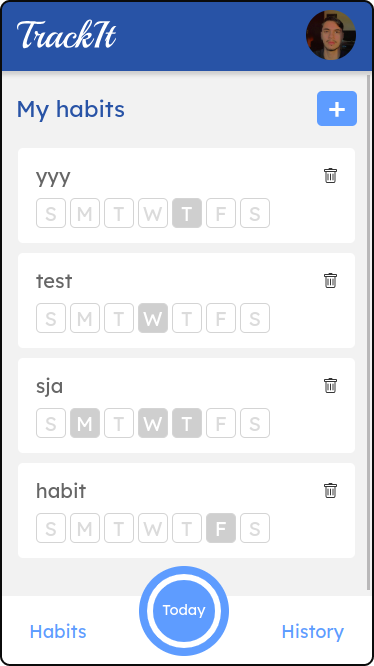 TrackIt
My habits
+
yyy
S M T W T F S
test
S M T W T F S
sja
S M T W T F S
habit
S M T W T F S
Habits
Today
History